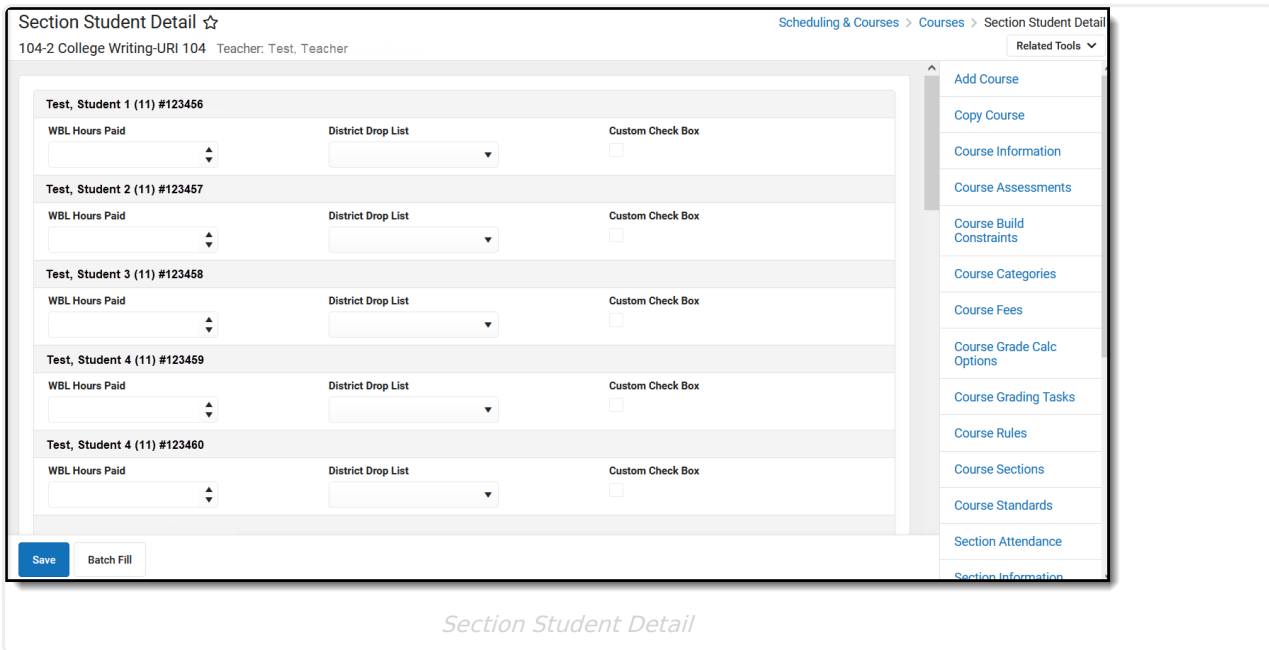 Section Student Detail
Scheduling & Courses > Courses > Section Student Detail
104-2 College Writing-URI 104 Teacher: Test, Teacher
Related Tools
Test, Student 1 (11) #123456
WBL Hours Paid District Drop List Custom Check Box
Test, Student 2 (11) #123457
WBL Hours Paid District Drop List Custom Check Box
Test, Student 3 (11) #123458
WBL Hours Paid District Drop List Custom Check Box
Test, Student 4 (11) #123459
WBL Hours Paid District Drop List Custom Check Box
Test, Student 4 (11) #123460
WBL Hours Paid District Drop List Custom Check Box
Save Batch Fill
Add Course
Copy Course
Course Information
Course Assessments
Course Build
Constraints
Course Categories
Course Fees
Course Grade Calc
Options
Course Grading Tasks
Course Rules
Course Sections
Course Standards
Section Attendance
Section Information
Section Student Detail